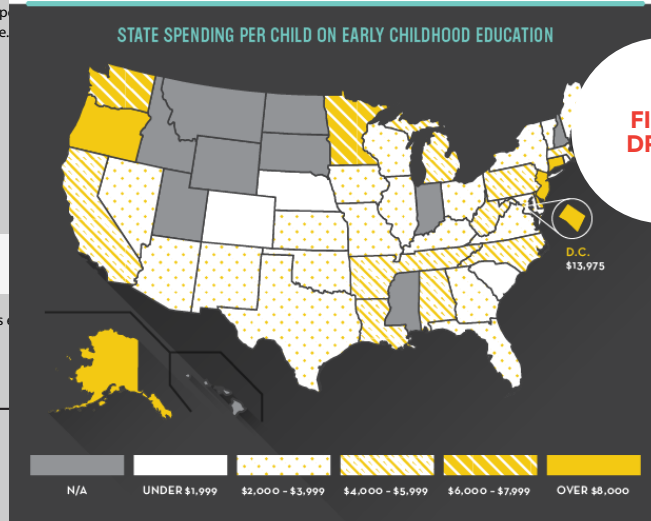 STATE SPENDING PER CHILD ON EARLY CHILDHOOD EDUCATION
D.C.
$13,975
N/A
UNDER $1,999
$2,000 - $3,999
$4,000 - $5,999
$6,000 - $7,999
OVER $8,000